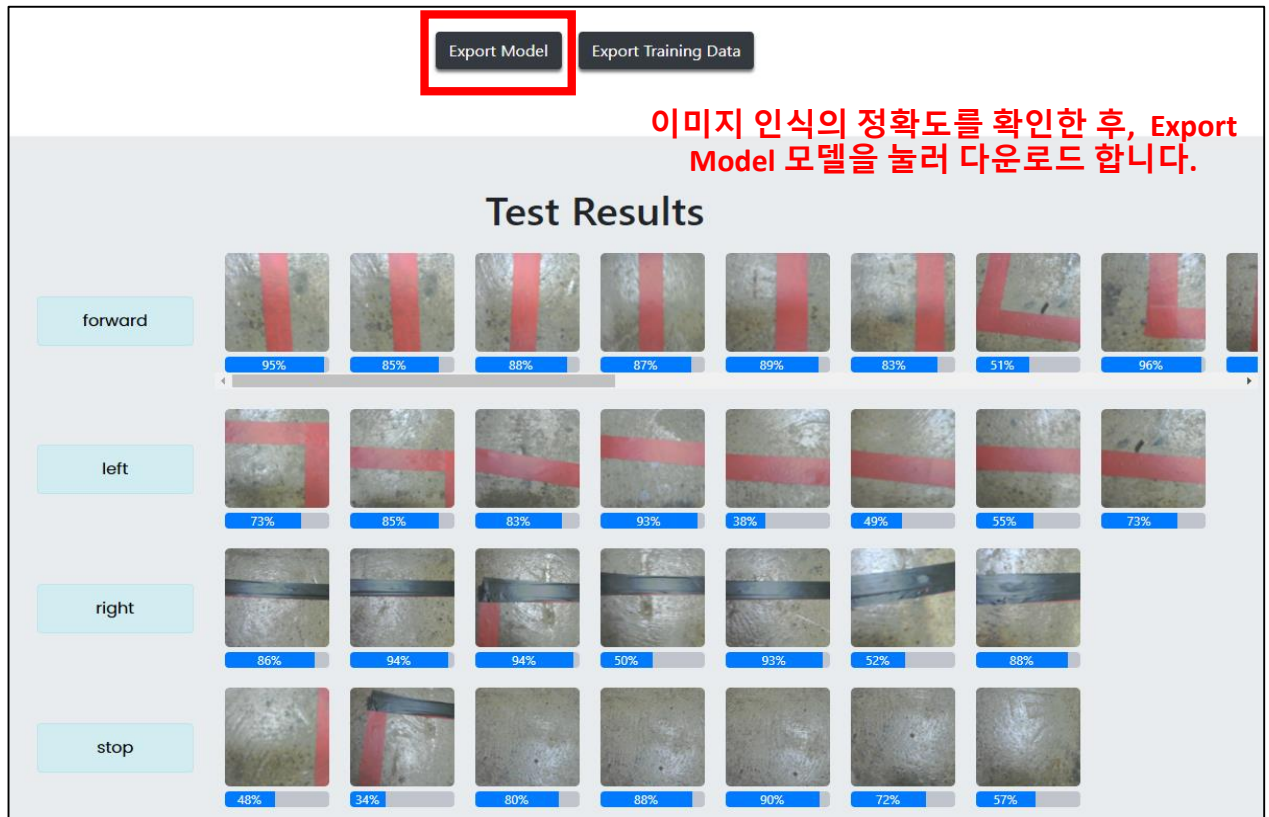 Export Model
Export Training Data
이미지 인식의 정확도를 확인한 후, Export
Model 모델을 눌러 다운로드 합니다.
Test Results
forward
95% 85% 88% 87% 89% 83% 51% 96%
left
73% 85% 83% 93% 38% 49% 55% 73%
right
86% 94% 94% 50% 93% 52% 88%
stop
48% 34% 80% 88% 90% 72% 57%